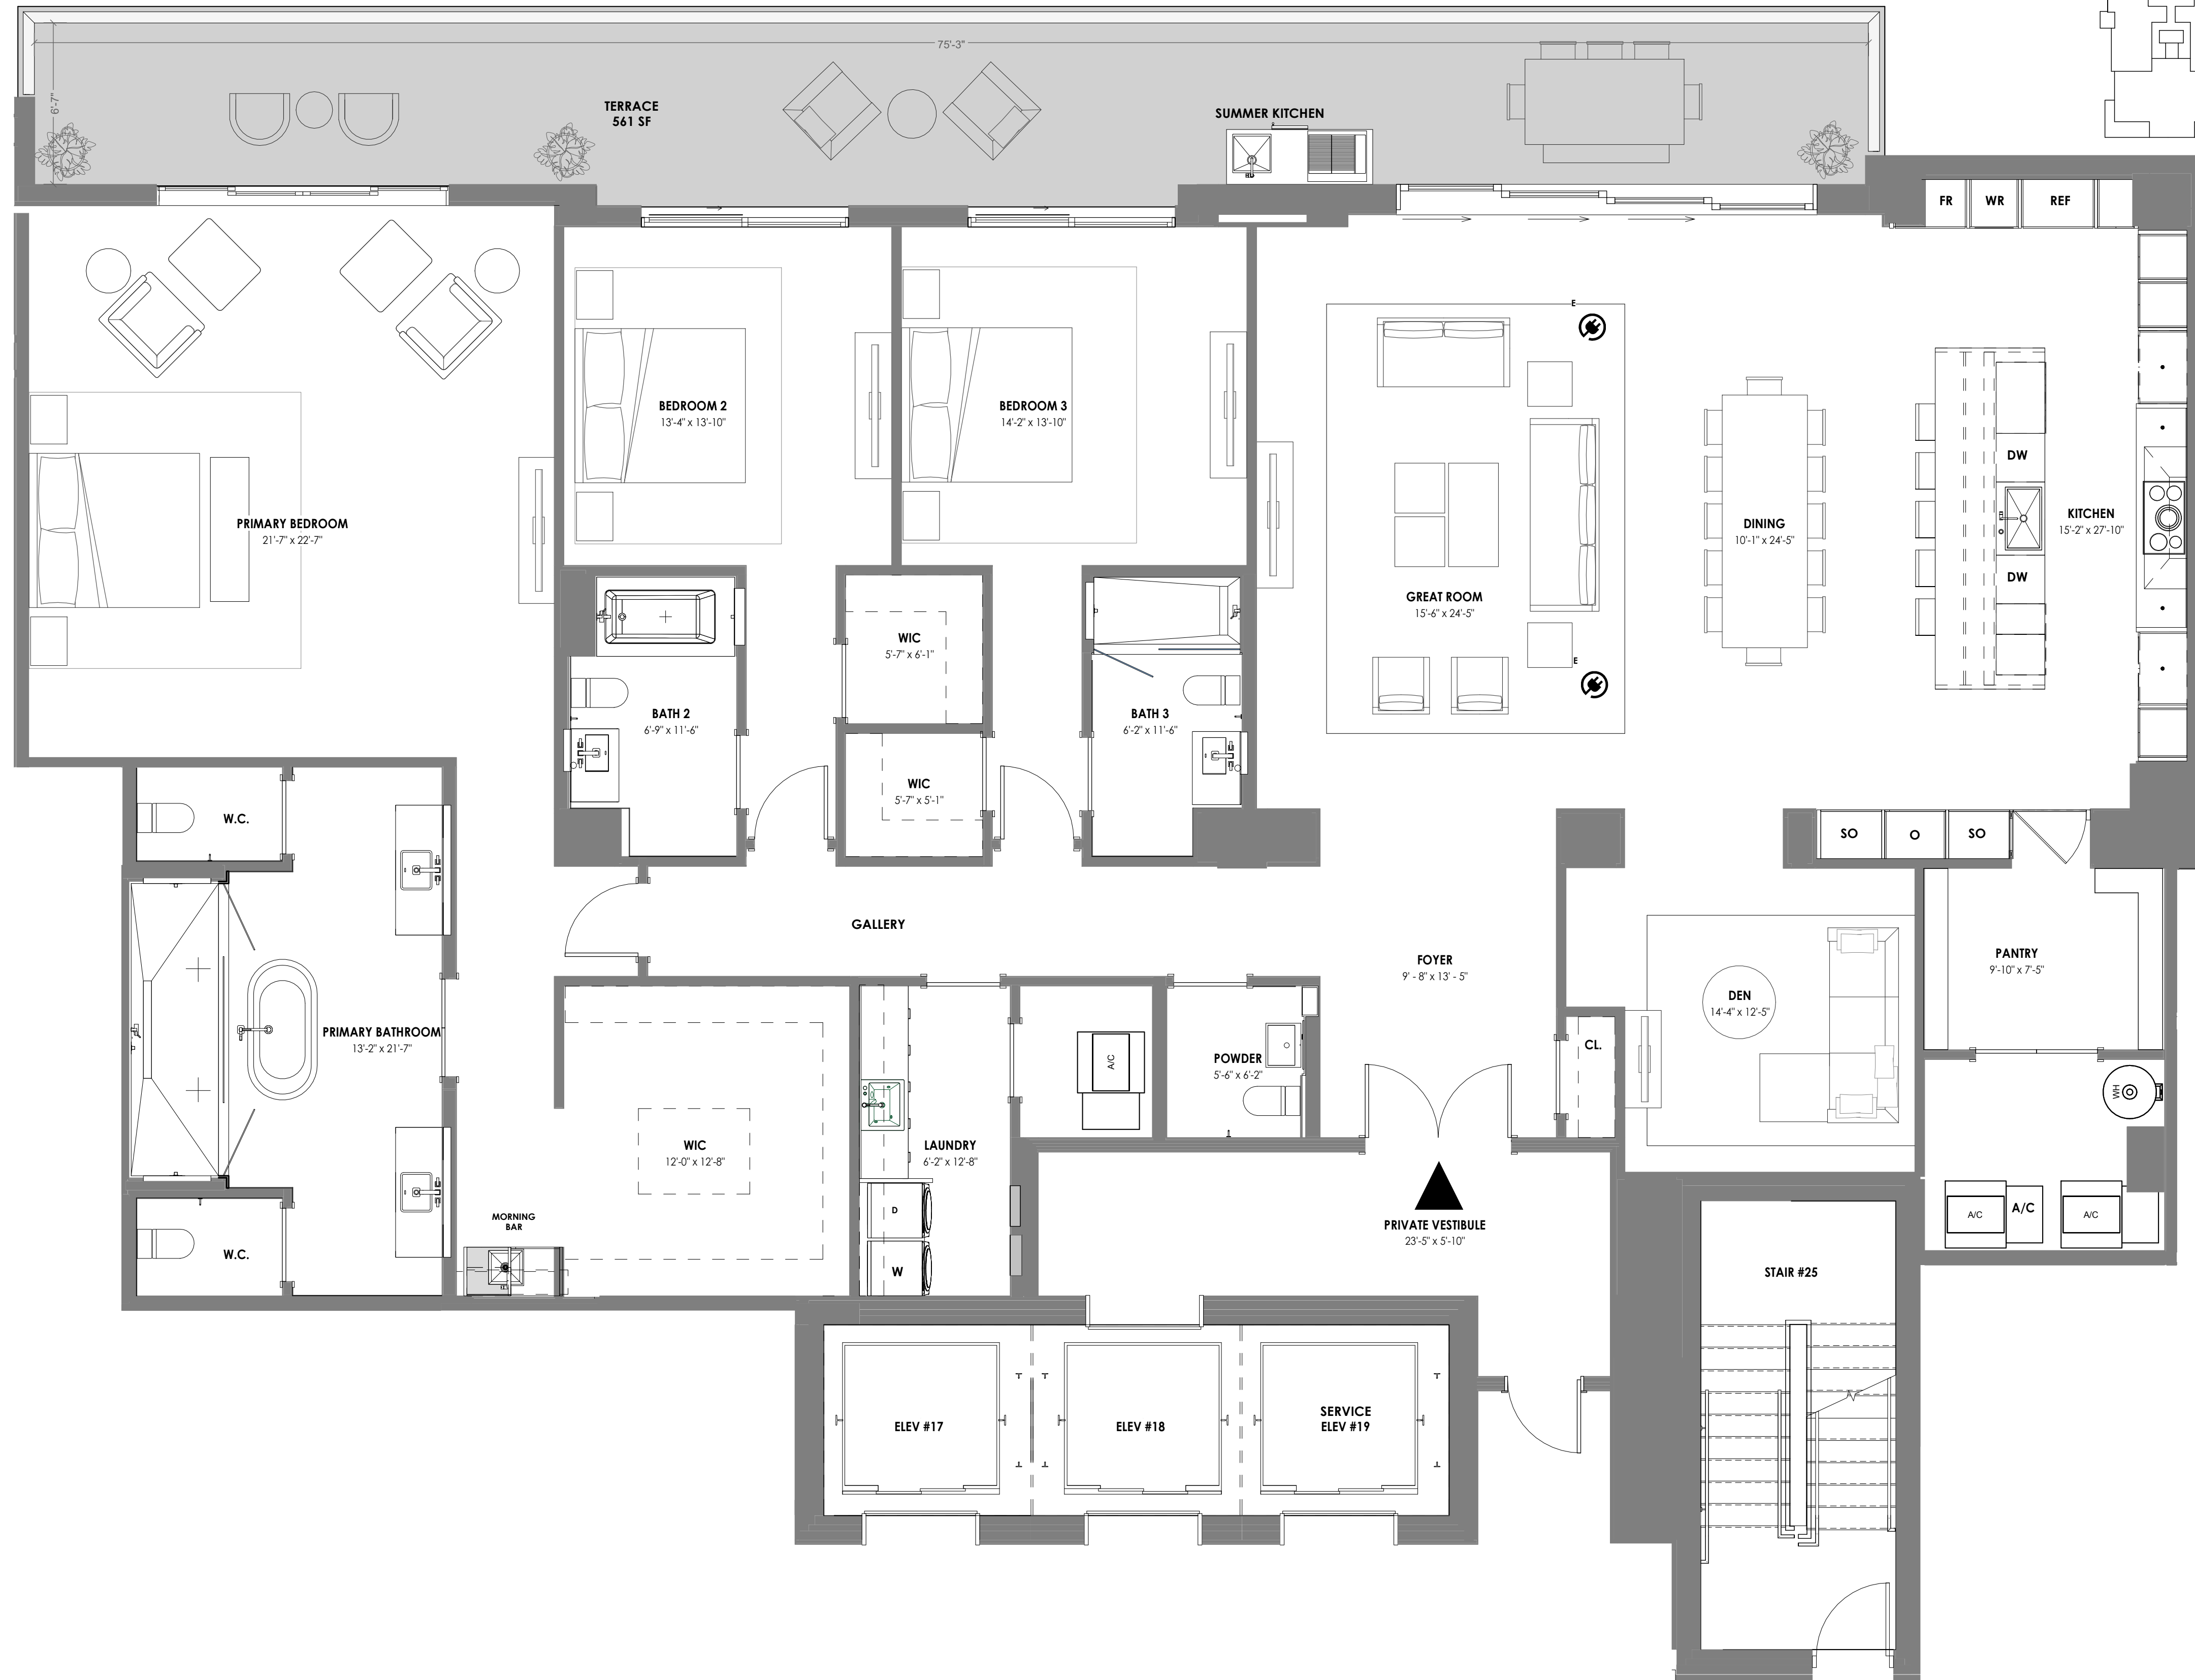 75'-3"
6'-7"
TERRACE
561 SF
SUMMER KITCHEN
FR
WR
REF
E
BEDROOM 2
13'-4" x 13'-10"
BEDROOM 3
14'-2" x 13'-10"
DW
PRIMARY BEDROOM
21'-7" x 22'-7"
DINING
10'-1" x 24'-5"
KITCHEN
15'-2" x 27'-10"
DW
GREAT ROOM
15'-6" x 24'-5"
WIC
5'-7" x 6'-1"
E
BATH 2
6'-9" x 11'-6"
BATH 3
6'-2" x 11'-6"
WIC
5'-7" x 5'-1"
W.C.
SO
O
SO
GALLERY
FOYER
9' - 8" x 13' - 5"
PANTRY
9'-10" x 7'-5"
DEN
14'-4" x 12'-5"
PRIMARY BATHROOM
13'-2" x 21'-7"
CL.
A/C
POWDER
5'-6" x 6'-2"
WH
WIC
12'-0" x 12'-8"
LAUNDRY
6'-2" x 12'-8"
D
MORNING
BAR
W.C.
W
PRIVATE VESTIBULE
23'-5" x 5'-10"
A/C
A/C
A/C
STAIR #25
ELEV #17
ELEV #18
SERVICE
ELEV #19